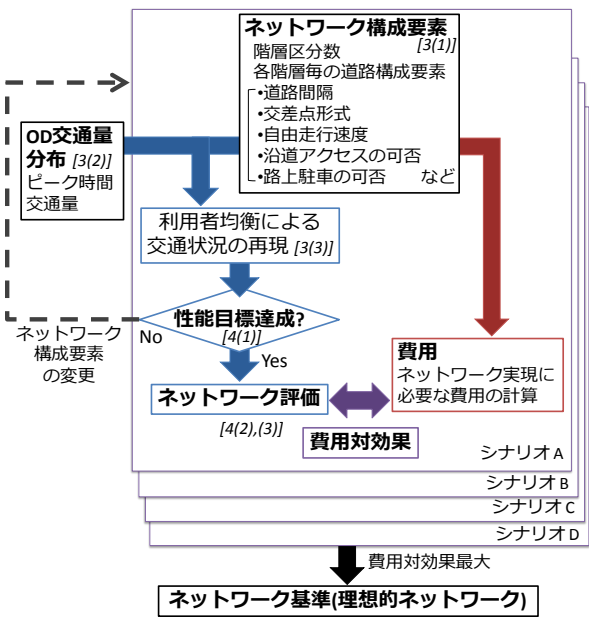 ネットワーク構成要素
[3(1)]
階層区分数
各階層毎の道路構成要素
•道路間隔
•交差点形式
•自由走行速度
•沿道アクセスの可否
•路上駐車の可否 など
OD交通量
分布 [3(2)]
ピーク時間
交通量
利用者均衡による
交通状況の再現 [3(3)]
性能目標達成?
[4(1)]
No
Yes
ネットワーク
構成要素
の変更
費用
ネットワーク実現に
必要な費用の計算
ネットワーク評価
[4(2),(3)]
費用対効果
シナリオA
シナリオB
シナリオC
シナリオD
費用対効果最大
ネットワーク基準(理想的ネットワーク)